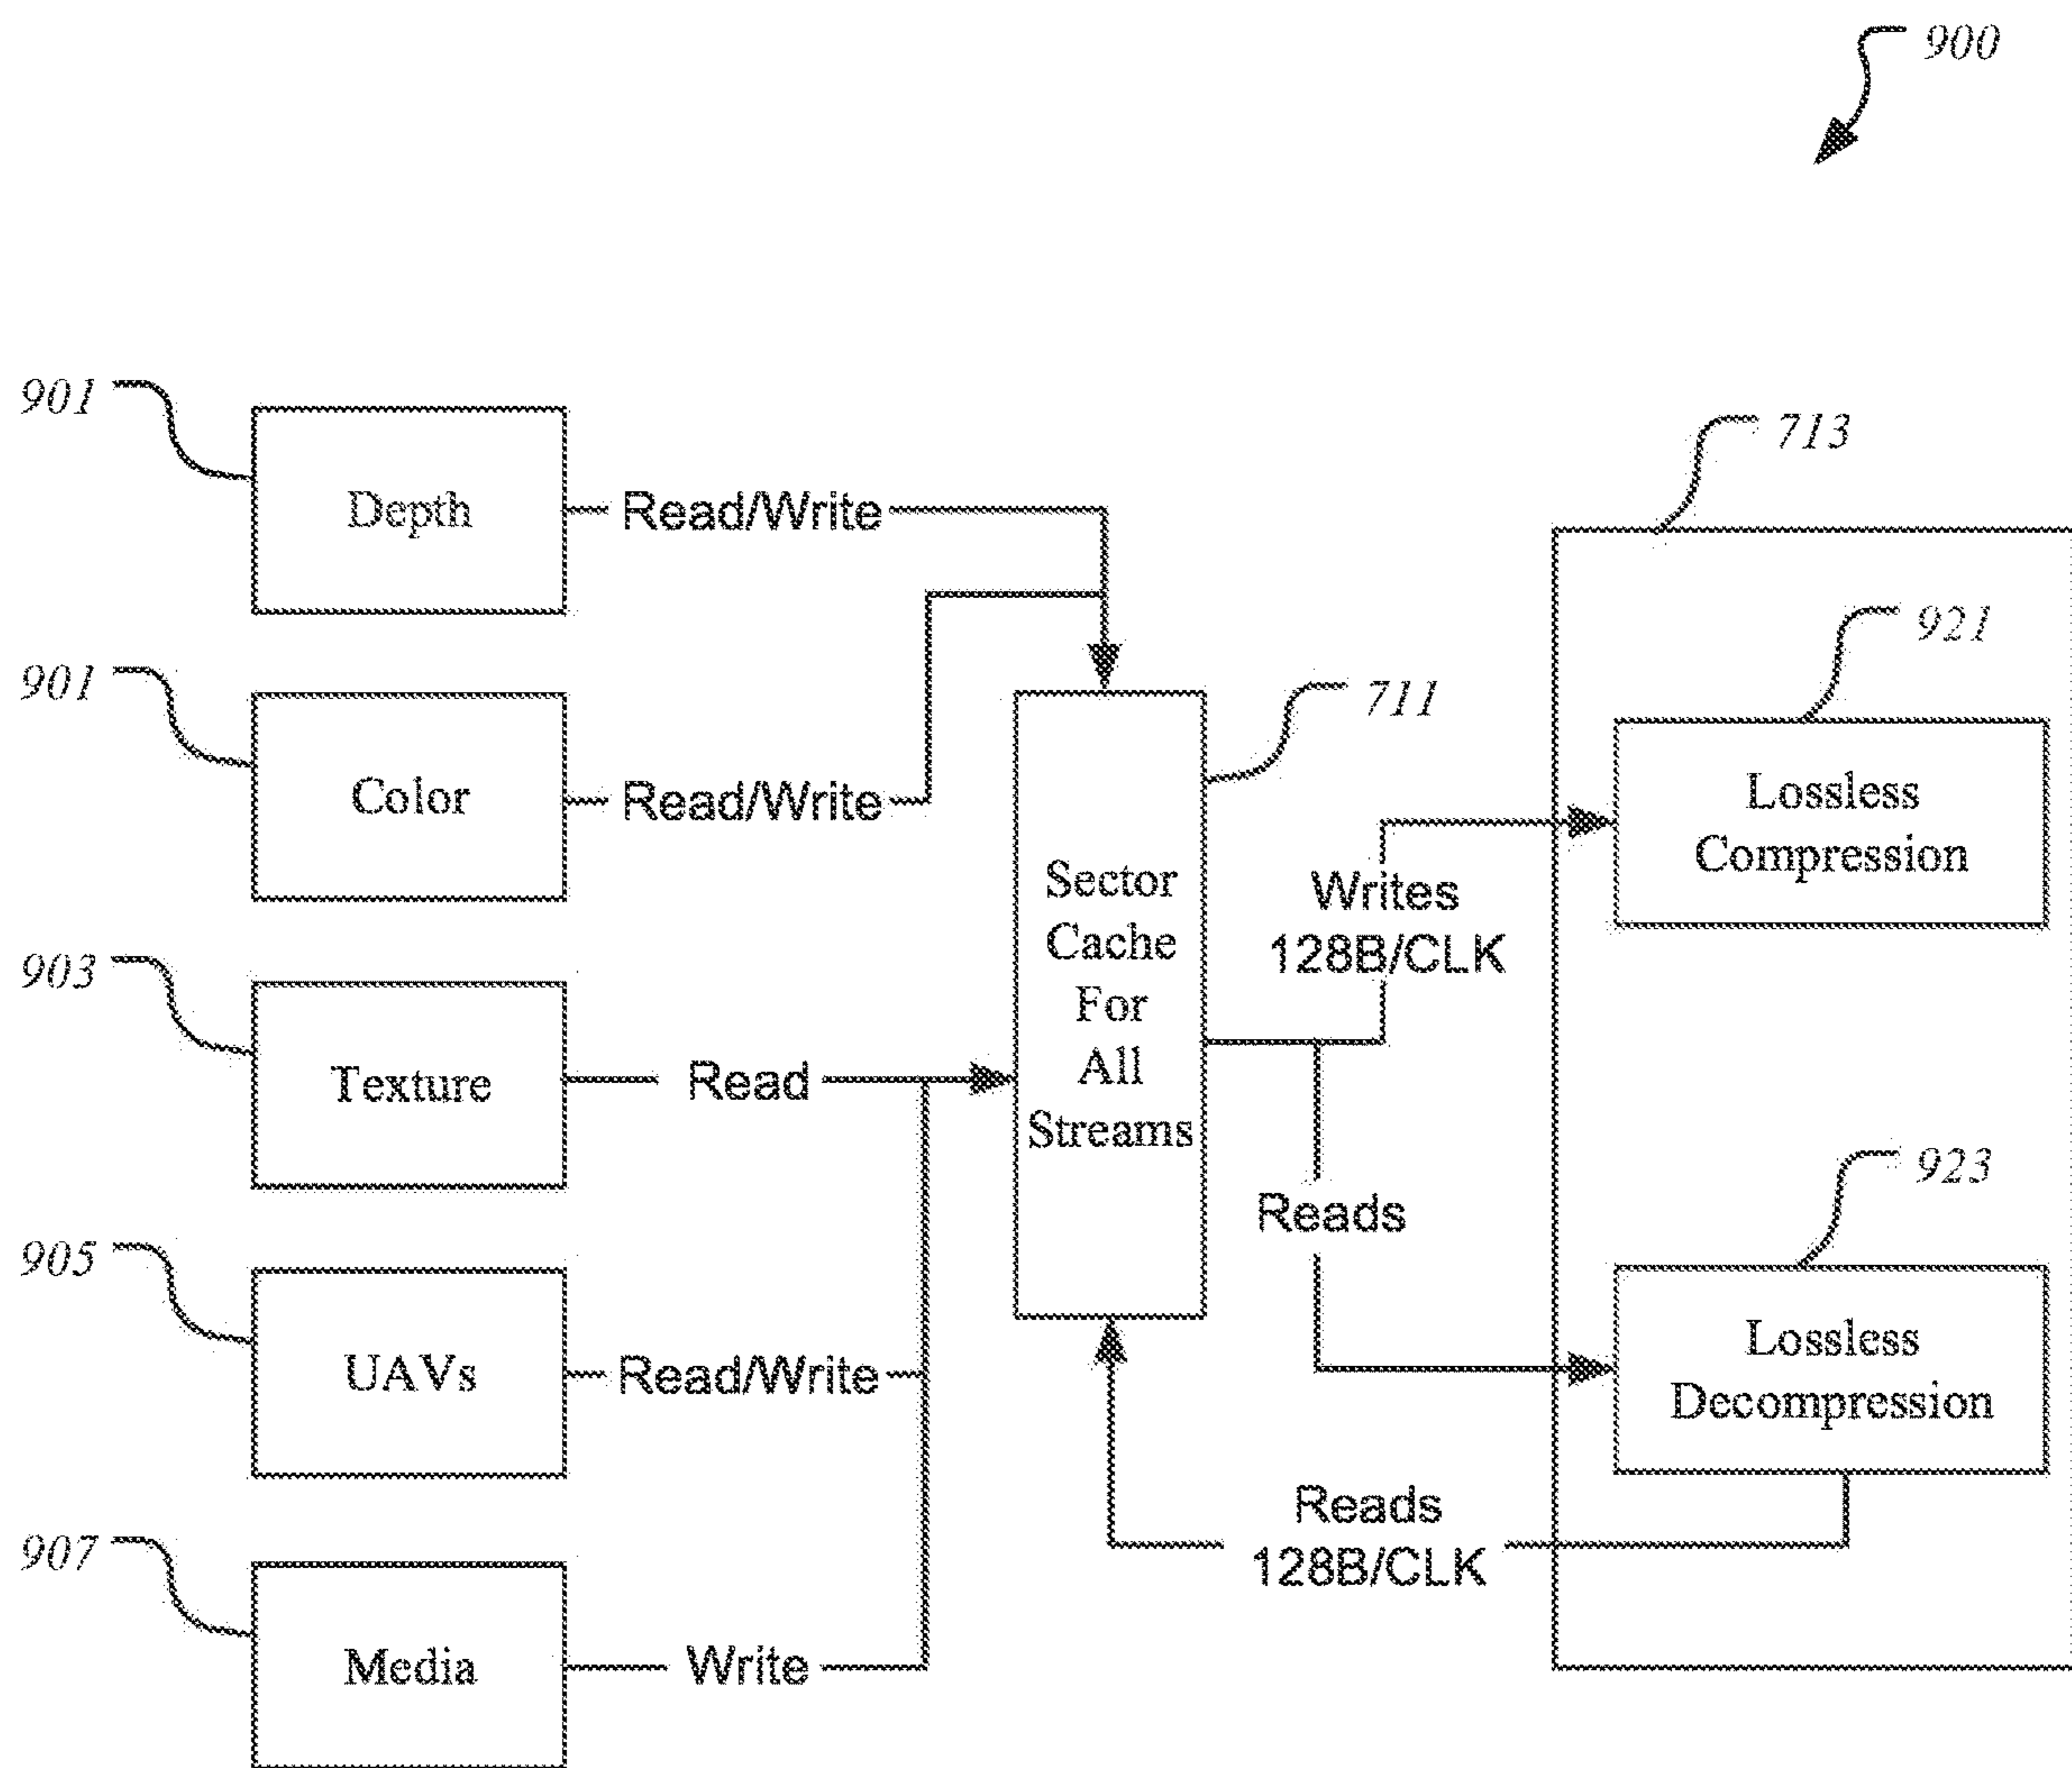 900
901
Depth
Read/Write
901
Color
Read/Write
903
Texture
Read
905
UAVs
Read/Write
907
Media
Write
711
Sector
Cache
For
All
Streams
Writes
128B/CLK
Reads
Reads
128B/CLK
713
921
Lossless
Compression
923
Lossless
Decompression